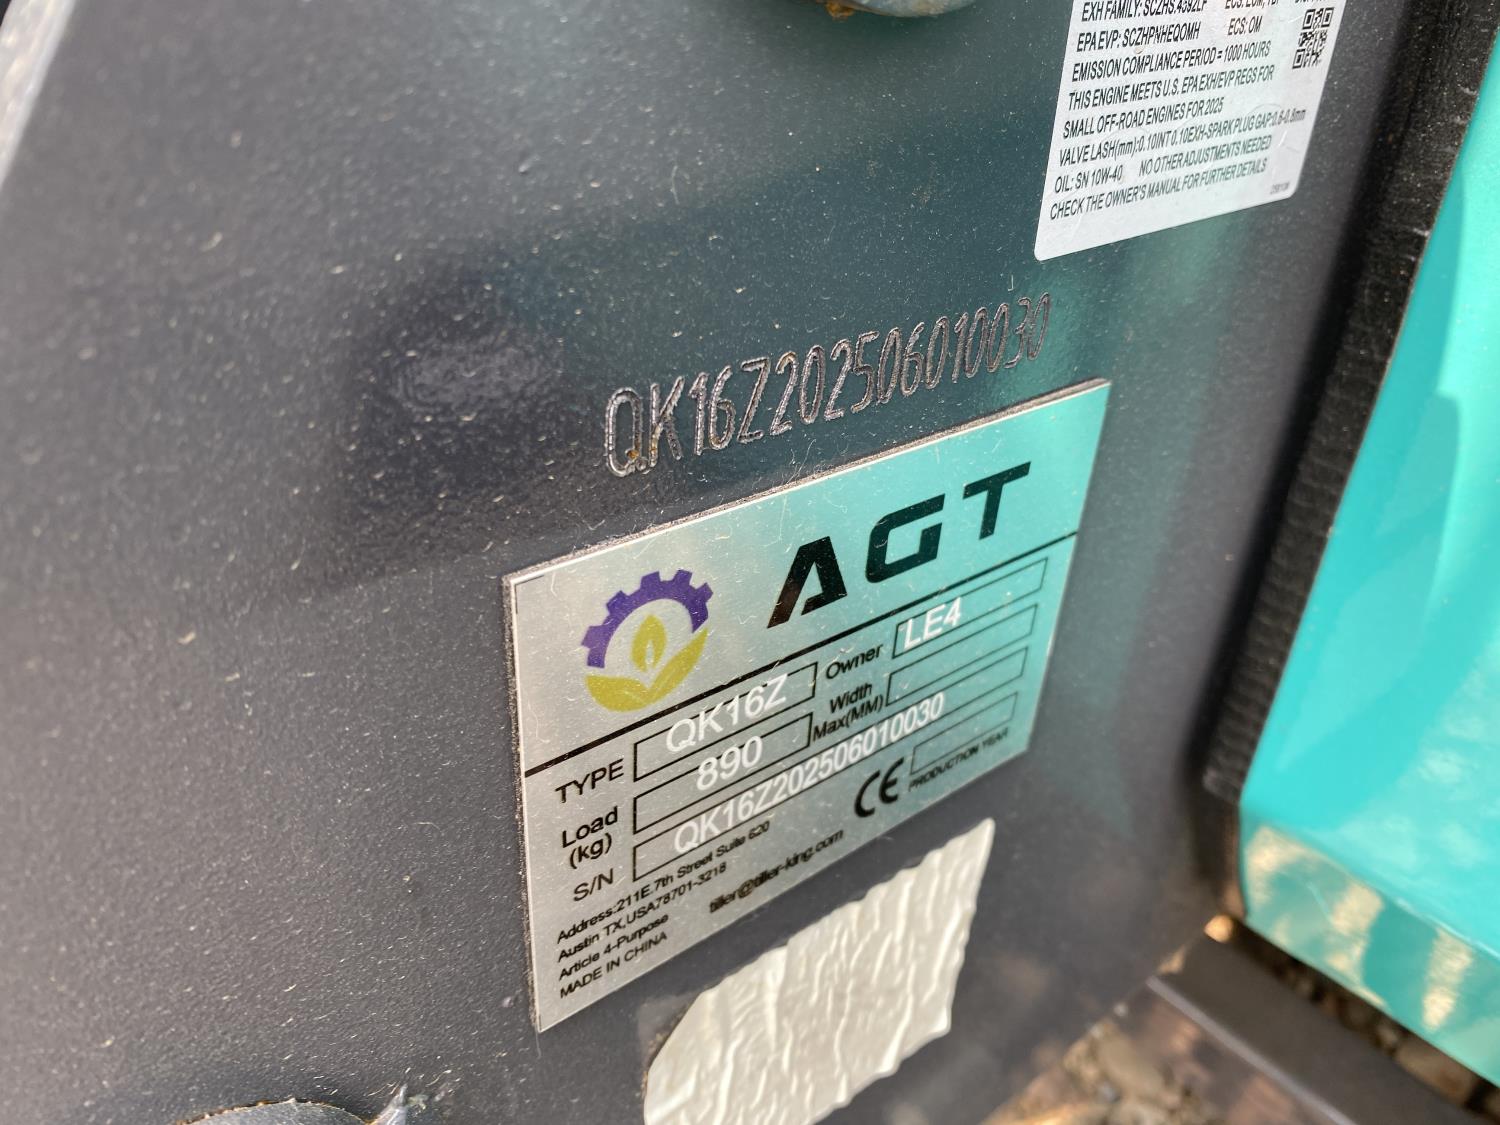 EXH FAMILY: SCZHS.4392LF
EPA EVP: SCZHPNHEQOMH ECS: OM
EMISSION COMPLIANCE PERIOD = 1000 HOURS
THIS ENGINE MEETS U.S. EPA EXH/EVP REGS FOR
SMALL OFF-ROAD ENGINES FOR 2025
VALVE LASH(mm):0.10INT 0.10EXH-SPARK PLUG GAP:0.6-0.8mm
OIL: SN 10W-40 NO OTHER ADJUSTMENTS NEEDED
CHECK THE OWNER'S MANUAL FOR FURTHER DETAILS
QK16Z202506010030
AGT
TYPE QK16Z Owner LE4
Load (kg) 890 Width Max(MM)
S/N QK16Z202506010030
CE PRODUCTION YEAR
Address:211E.7th Street Suite 620
Austin TX,USA78701-3218 tiller@tiller-king.com
Article 4-Purpose
MADE IN CHINA